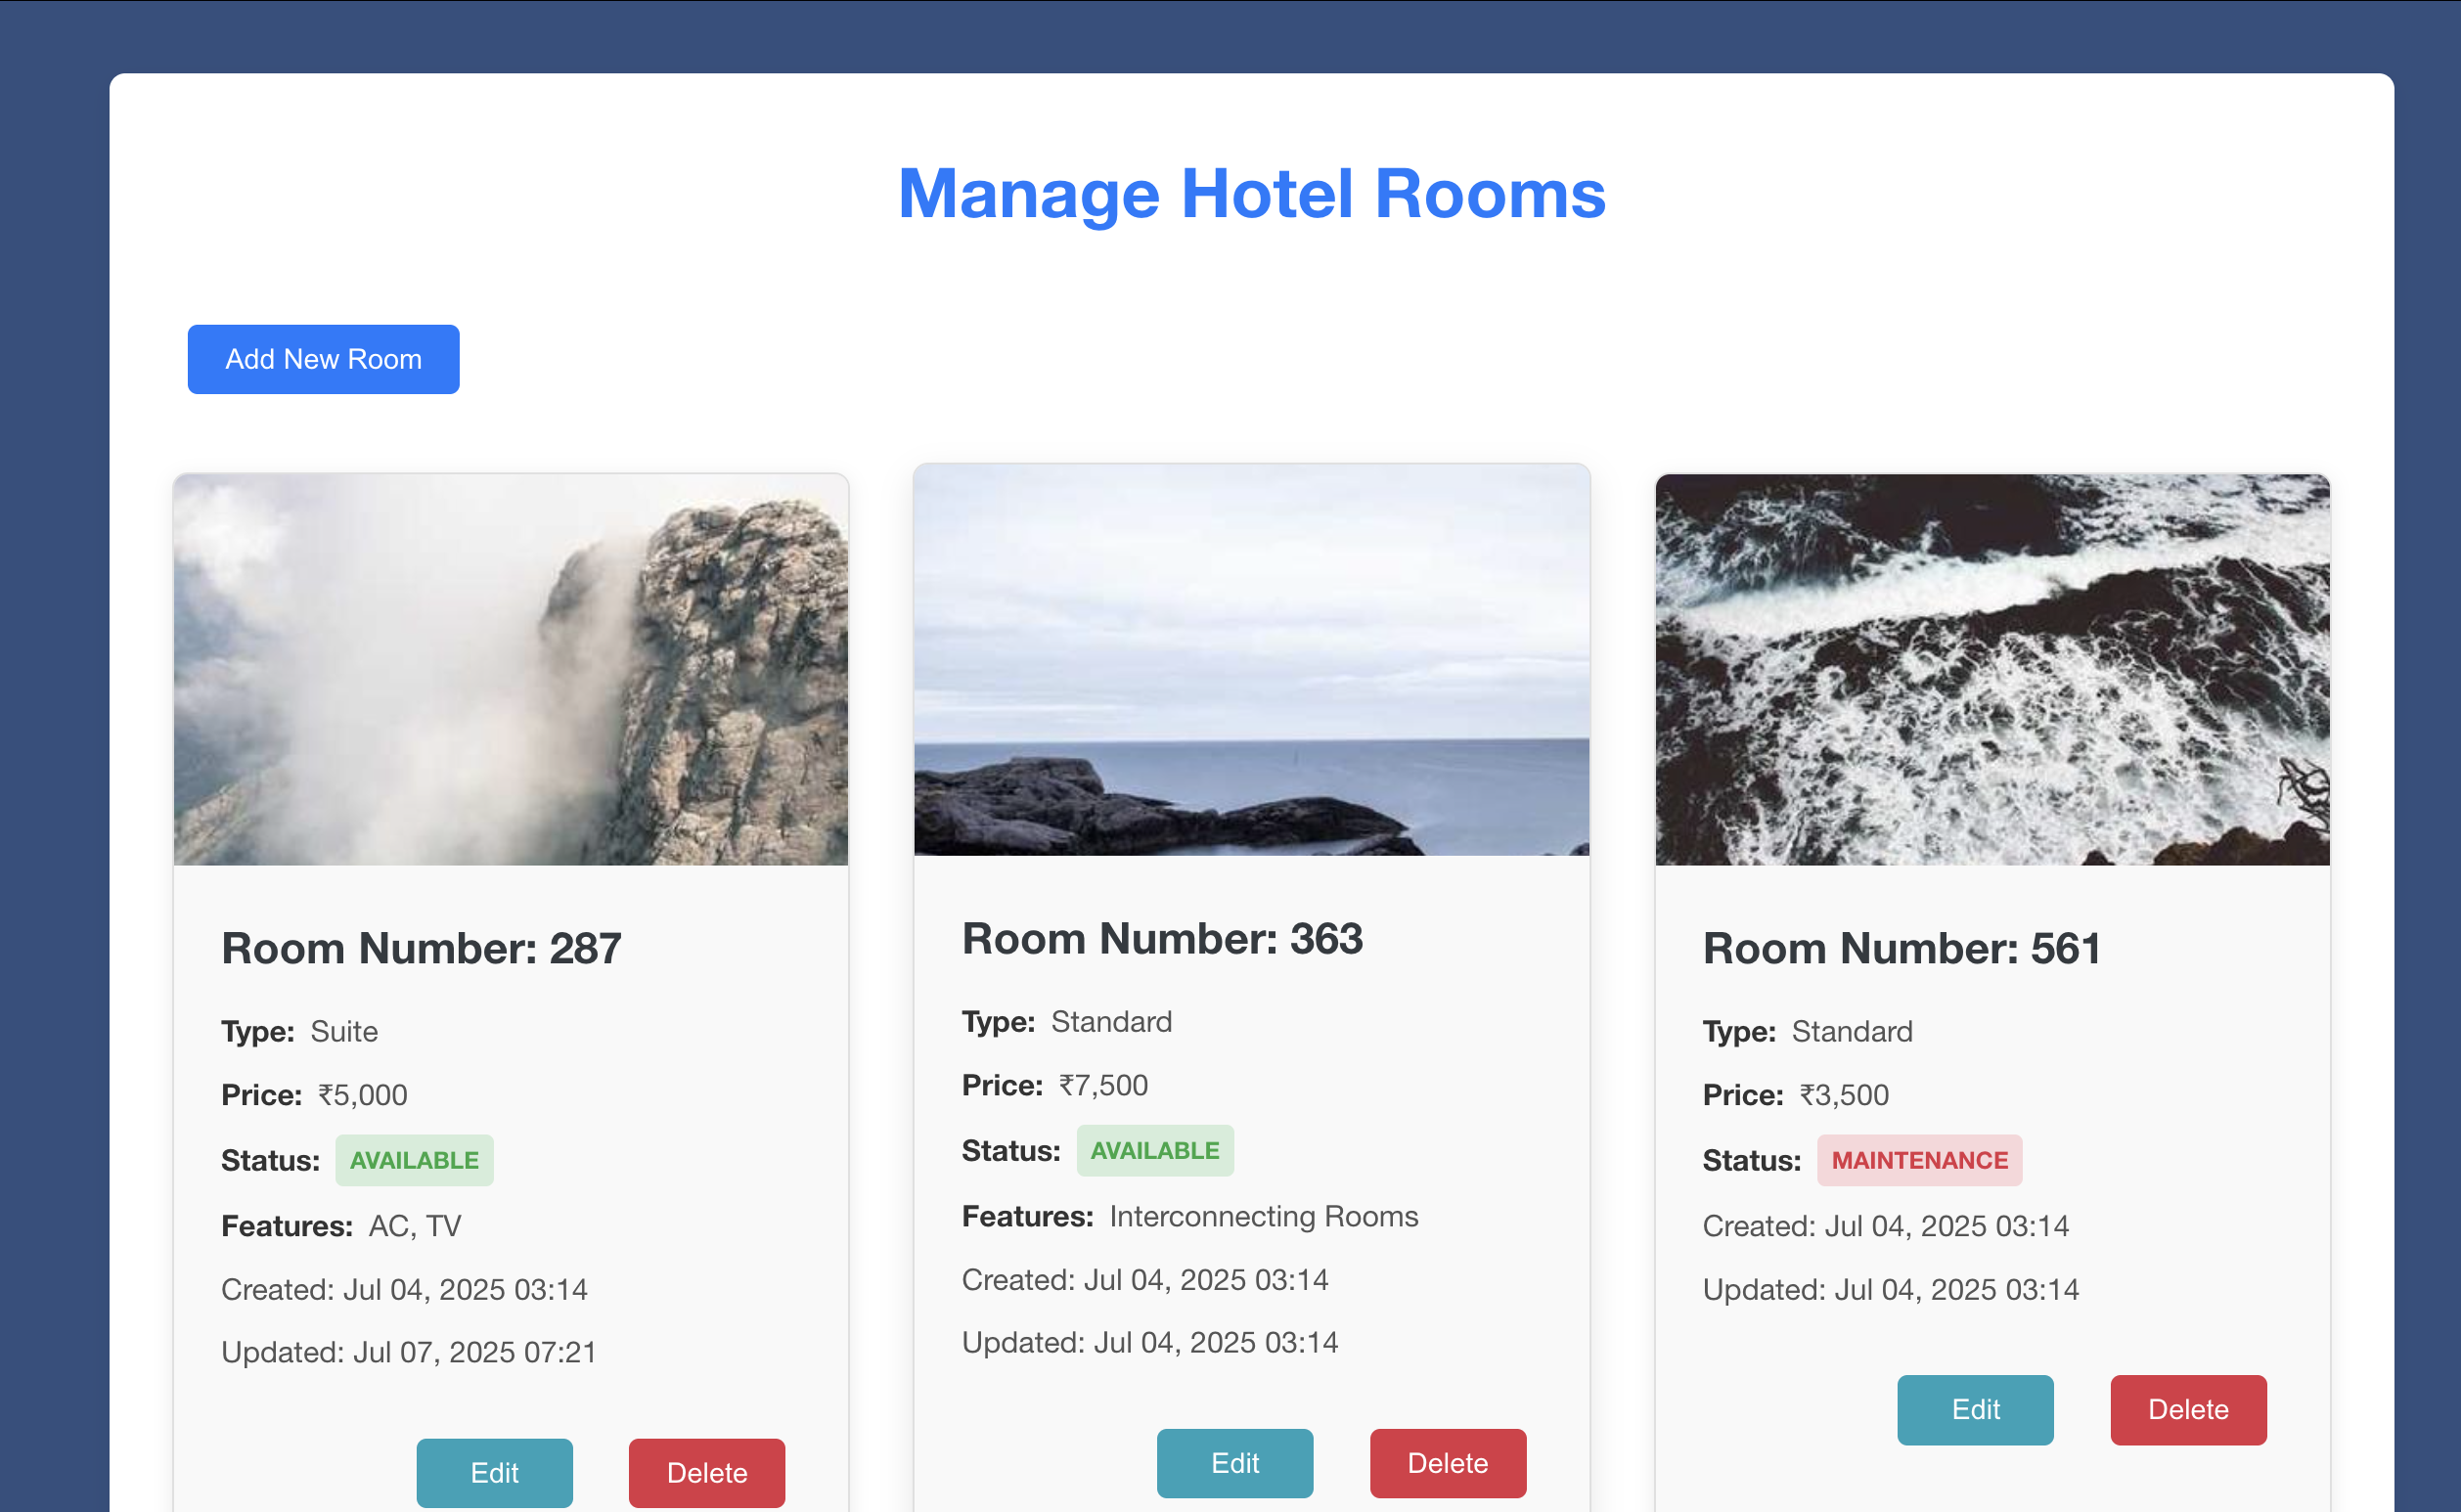 Manage Hotel Rooms
Add New Room
Room Number: 287
Type: Suite
Price: ₹5,000
Status: AVAILABLE
Features: AC, TV
Created: Jul 04, 2025 03:14
Updated: Jul 07, 2025 07:21
Edit Delete
Room Number: 363
Type: Standard
Price: ₹7,500
Status: AVAILABLE
Features: Interconnecting Rooms
Created: Jul 04, 2025 03:14
Updated: Jul 04, 2025 03:14
Edit Delete
Room Number: 561
Type: Standard
Price: ₹3,500
Status: MAINTENANCE
Created: Jul 04, 2025 03:14
Updated: Jul 04, 2025 03:14
Edit Delete